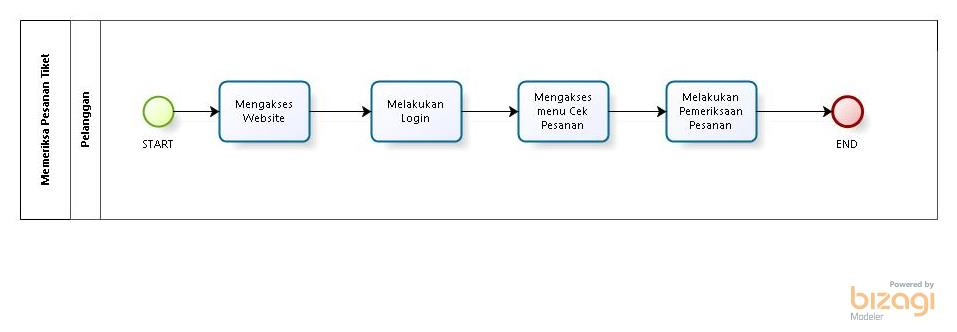 Memeriksa Pesanan Tiket
Pelanggan
START
Mengakses
Website
Melakukan
Login
Mengakses
menu Cek
Pesanan
Melakukan
Pemeriksaan
Pesanan
END
Powered by
bizagi
Modeler